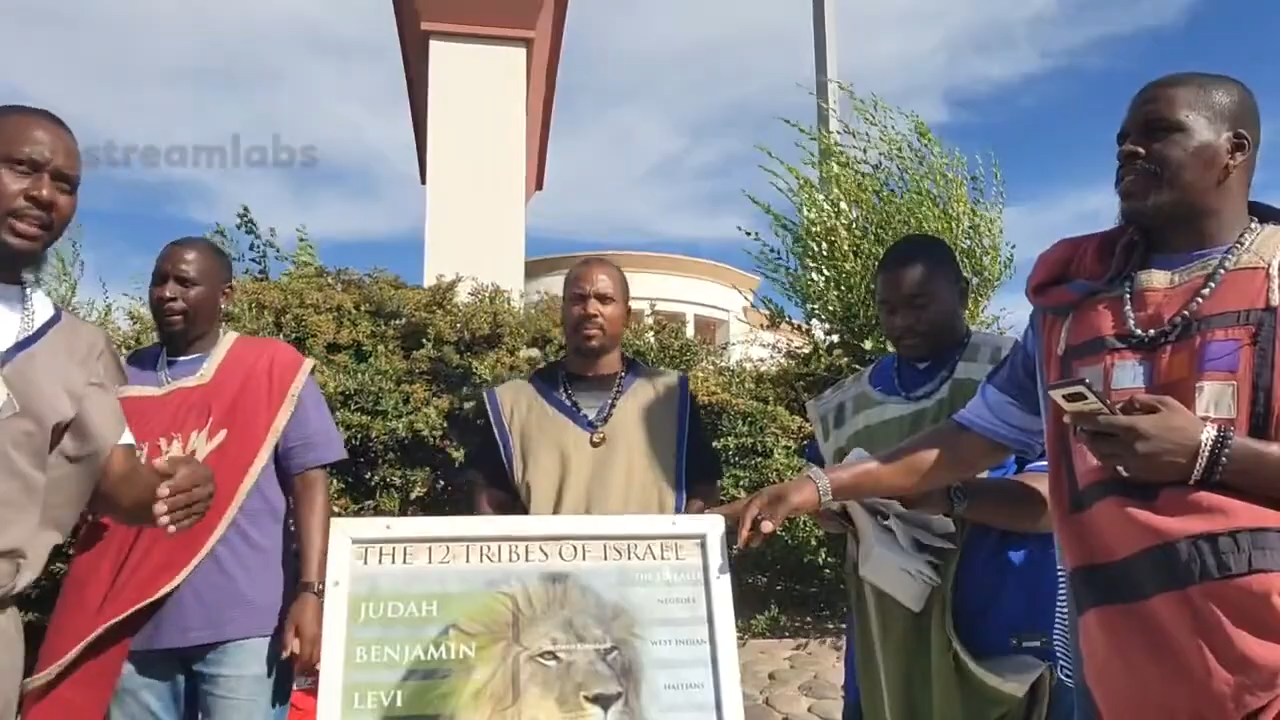 streamlabs
THE 12 TRIBES OF ISRAEL
JUDAH
NEGROES
BENJAMIN
WEST INDIAN
LEVI
HAITIANS